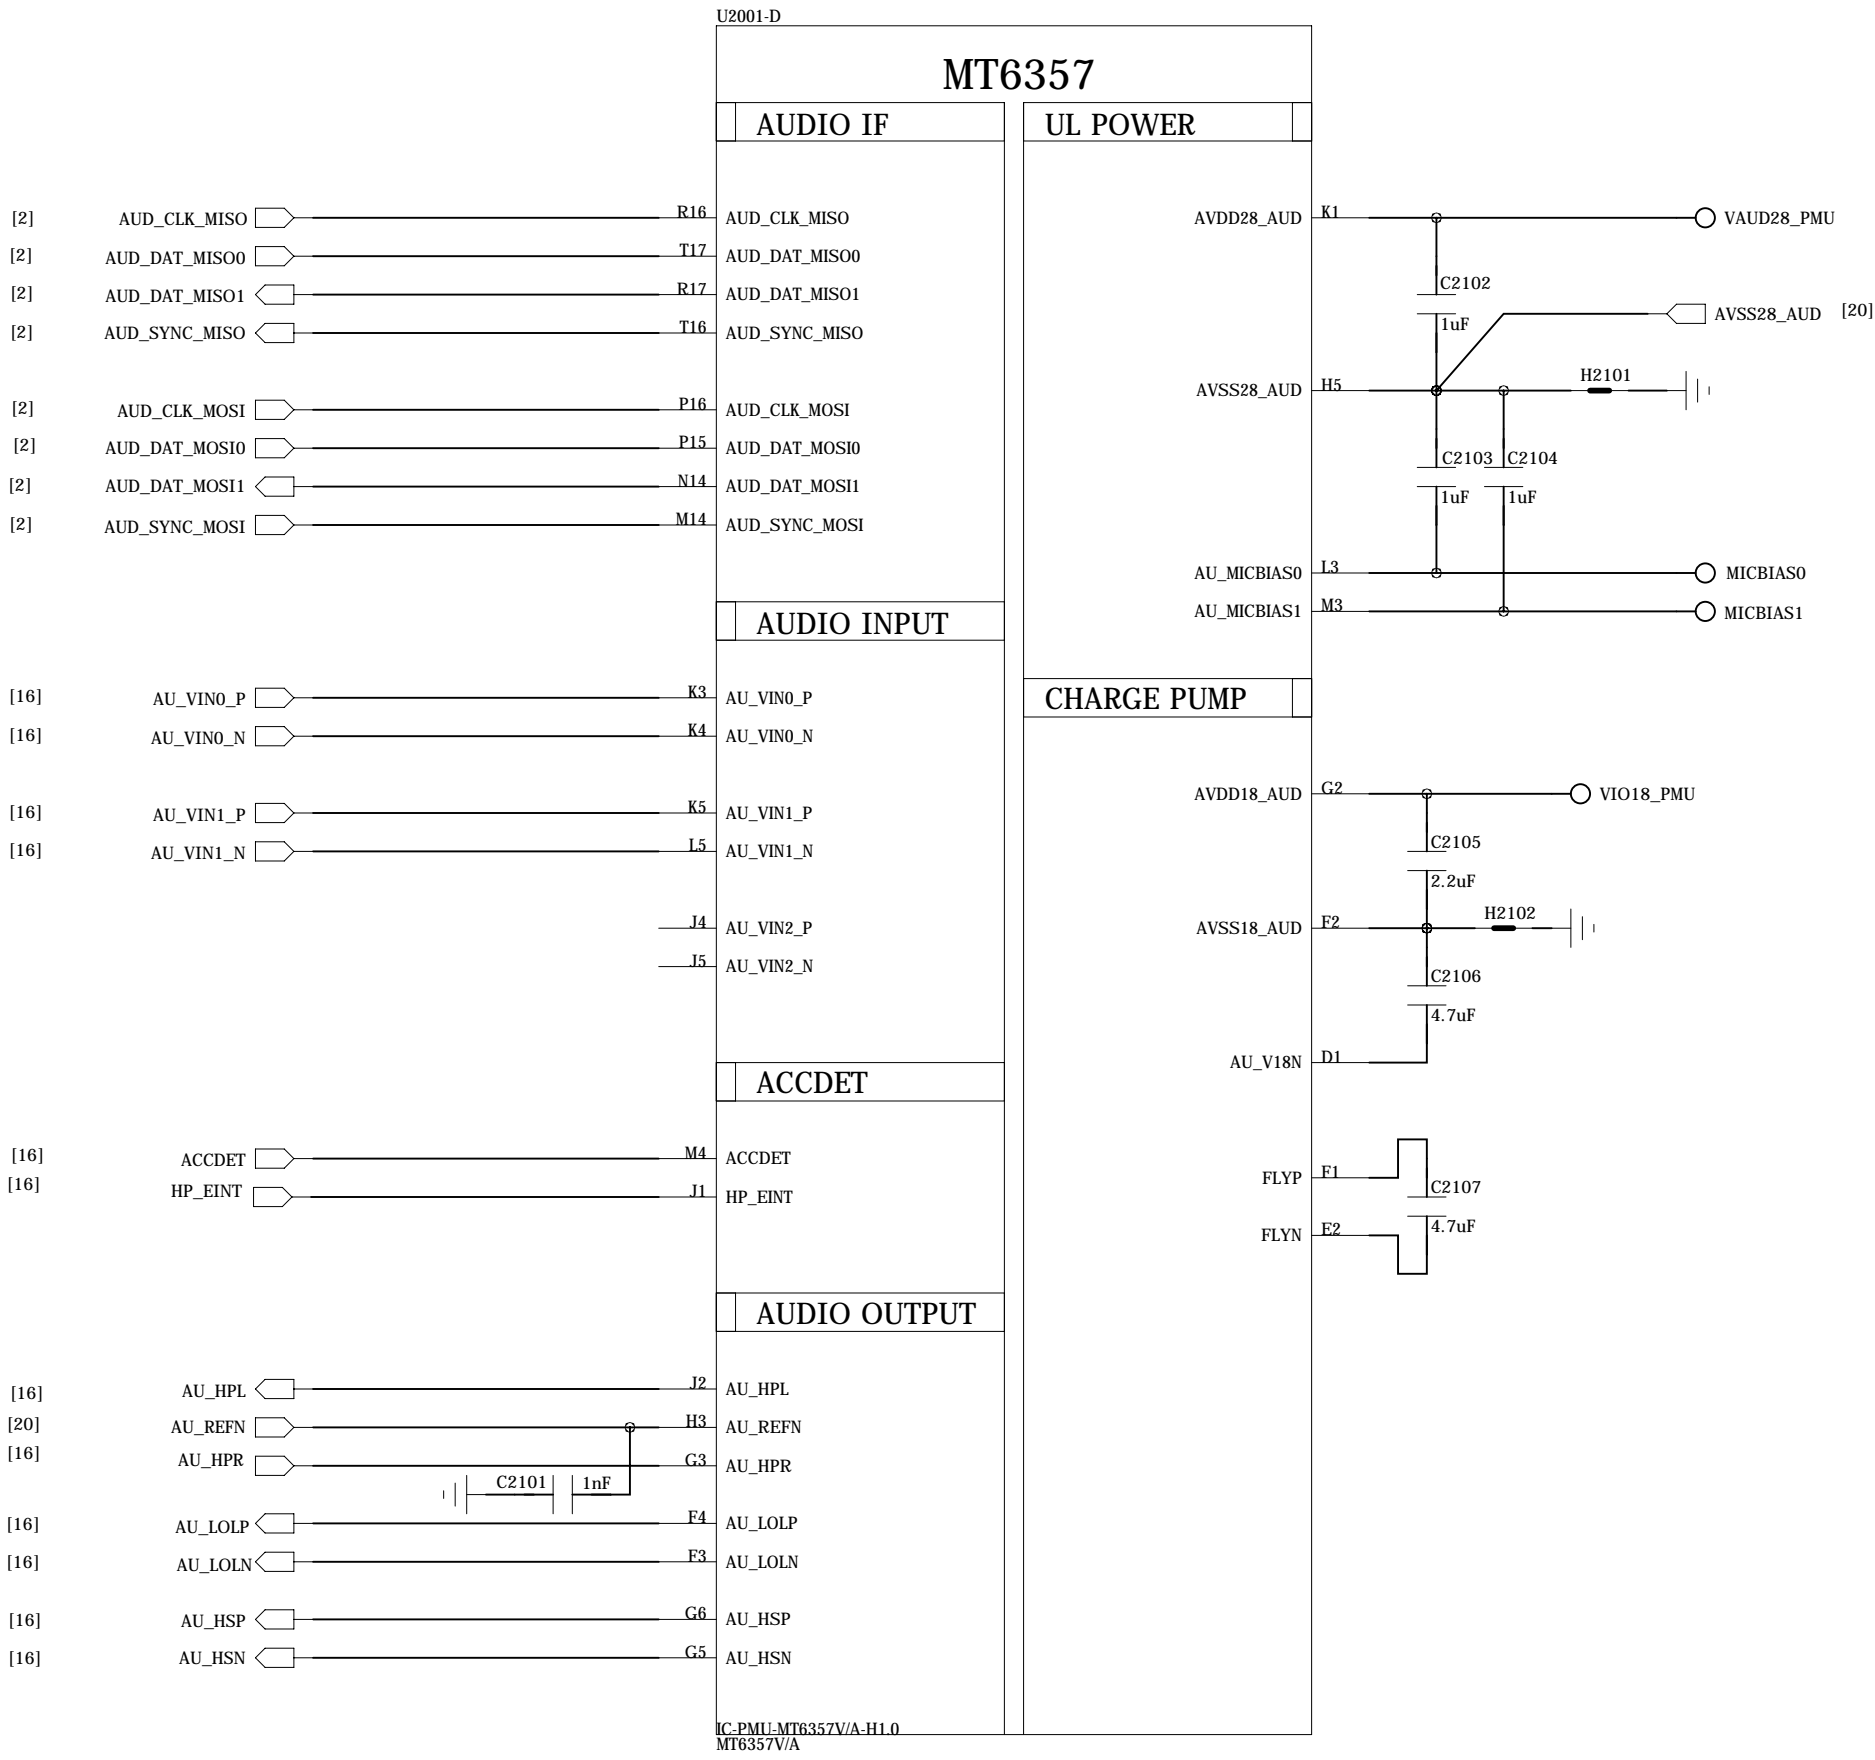 U2001-D
MT6357
AUDIO IF
UL POWER
[2] AUD_CLK_MISO R16 AUD_CLK_MISO
AVDD28_AUD K1 VAUD28_PMU
[2] AUD_DAT_MISO0 T17 AUD_DAT_MISO0
[2] AUD_DAT_MISO1 R17 AUD_DAT_MISO1
C2102
1uF
AVSS28_AUD [20]
[2] AUD_SYNC_MISO T16 AUD_SYNC_MISO
AVSS28_AUD H5 H2101
[2] AUD_CLK_MOSI P16 AUD_CLK_MOSI
[2] AUD_DAT_MOSI0 P15 AUD_DAT_MOSI0
C2103 C2104
1uF 1uF
[2] AUD_DAT_MOSI1 N14 AUD_DAT_MOSI1
[2] AUD_SYNC_MOSI M14 AUD_SYNC_MOSI
AU_MICBIAS0 L3 MICBIAS0
AU_MICBIAS1 M3 MICBIAS1
AUDIO INPUT
[16] AU_VIN0_P K3 AU_VIN0_P
CHARGE PUMP
[16] AU_VIN0_N K4 AU_VIN0_N
AVDD18_AUD G2 VIO18_PMU
[16] AU_VIN1_P K5 AU_VIN1_P
C2105
2.2uF
[16] AU_VIN1_N L5 AU_VIN1_N
J4 AU_VIN2_P
AVSS18_AUD F2 H2102
J5 AU_VIN2_N
C2106
4.7uF
AU_V18N D1
ACCDET
[16] ACCDET M4 ACCDET
FLYP F1
C2107
4.7uF
[16] HP_EINT J1 HP_EINT
FLYN E2
AUDIO OUTPUT
[16] AU_HPL J2 AU_HPL
[20] AU_REFN H3 AU_REFN
[16] AU_HPR G3 AU_HPR
C2101 1nF
[16] AU_LOLP F4 AU_LOLP
[16] AU_LOLN F3 AU_LOLN
[16] AU_HSP G6 AU_HSP
[16] AU_HSN G5 AU_HSN
IC-PMU-MT6357V/A-H1.0
MT6357V/A